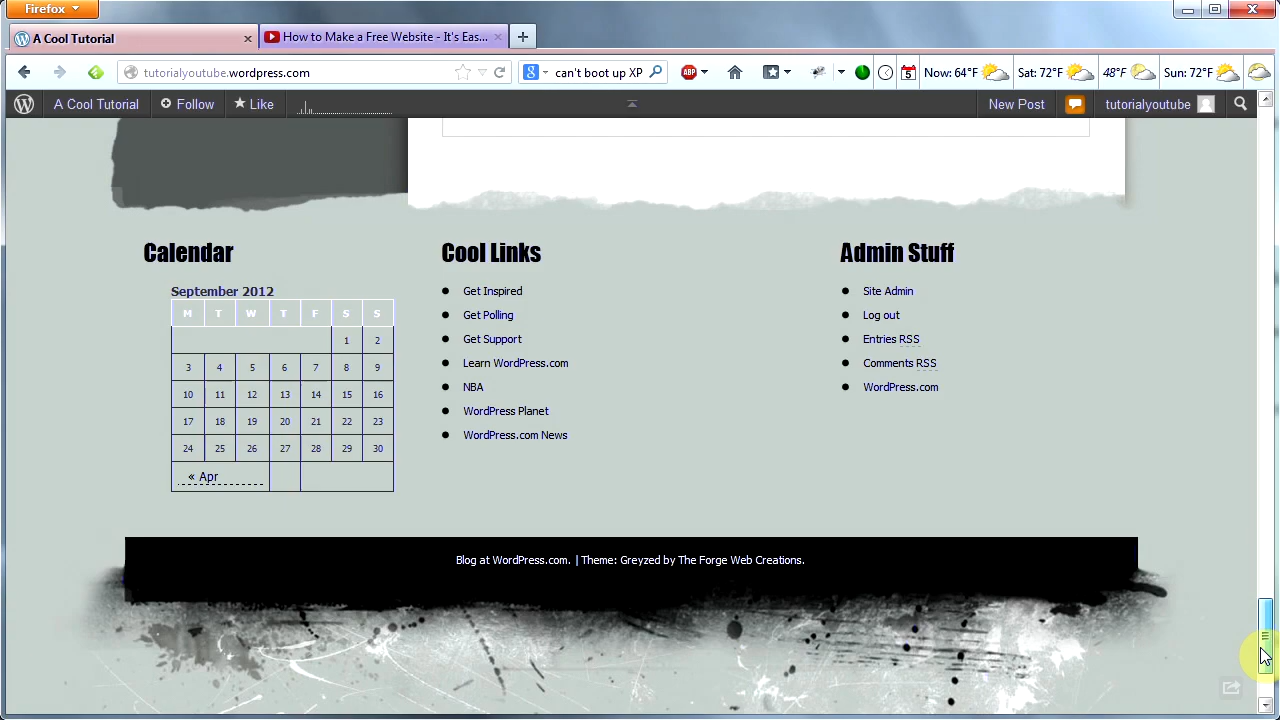 Firefox
A Cool Tutorial
How to Make a Free Website - It's Eas...
tutorialyoutube.wordpress.com
can't boot up XP
ABP
5
Now: 64°F
Sat: 72°F
48°F
Sun: 72°F
A Cool Tutorial
Follow
Like
New Post
tutorialyoutube
Calendar
September 2012
M T W T F S S
1 2
3 4 5 6 7 8 9
10 11 12 13 14 15 16
17 18 19 20 21 22 23
24 25 26 27 28 29 30
« Apr
Cool Links
Get Inspired
Get Polling
Get Support
Learn WordPress.com
NBA
WordPress Planet
WordPress.com News
Admin Stuff
Site Admin
Log out
Entries RSS
Comments RSS
WordPress.com
Blog at WordPress.com. | Theme: Greyzed by The Forge Web Creations.